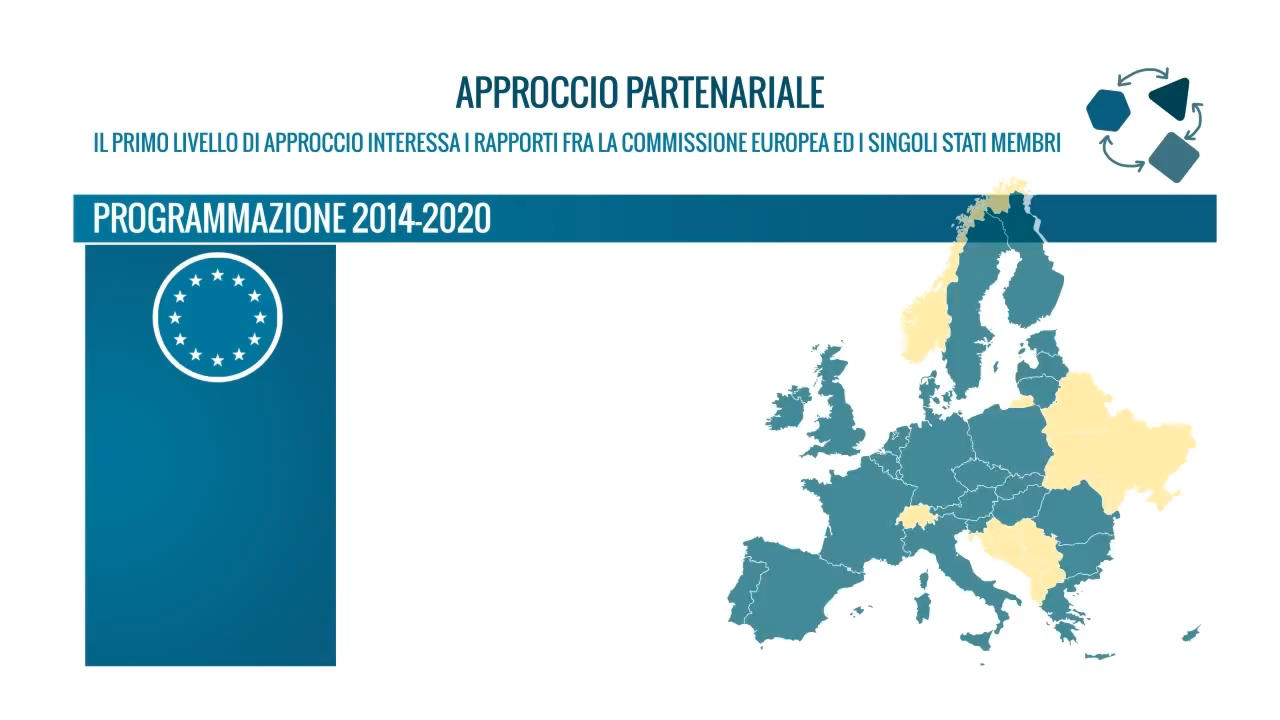 APPROCCIO PARTENARIALE
IL PRIMO LIVELLO DI APPROCCIO INTERESSA I RAPPORTI FRA LA COMMISSIONE EUROPEA ED I SINGOLI STATI MEMBRI
PROGRAMMAZIONE 2014-2020